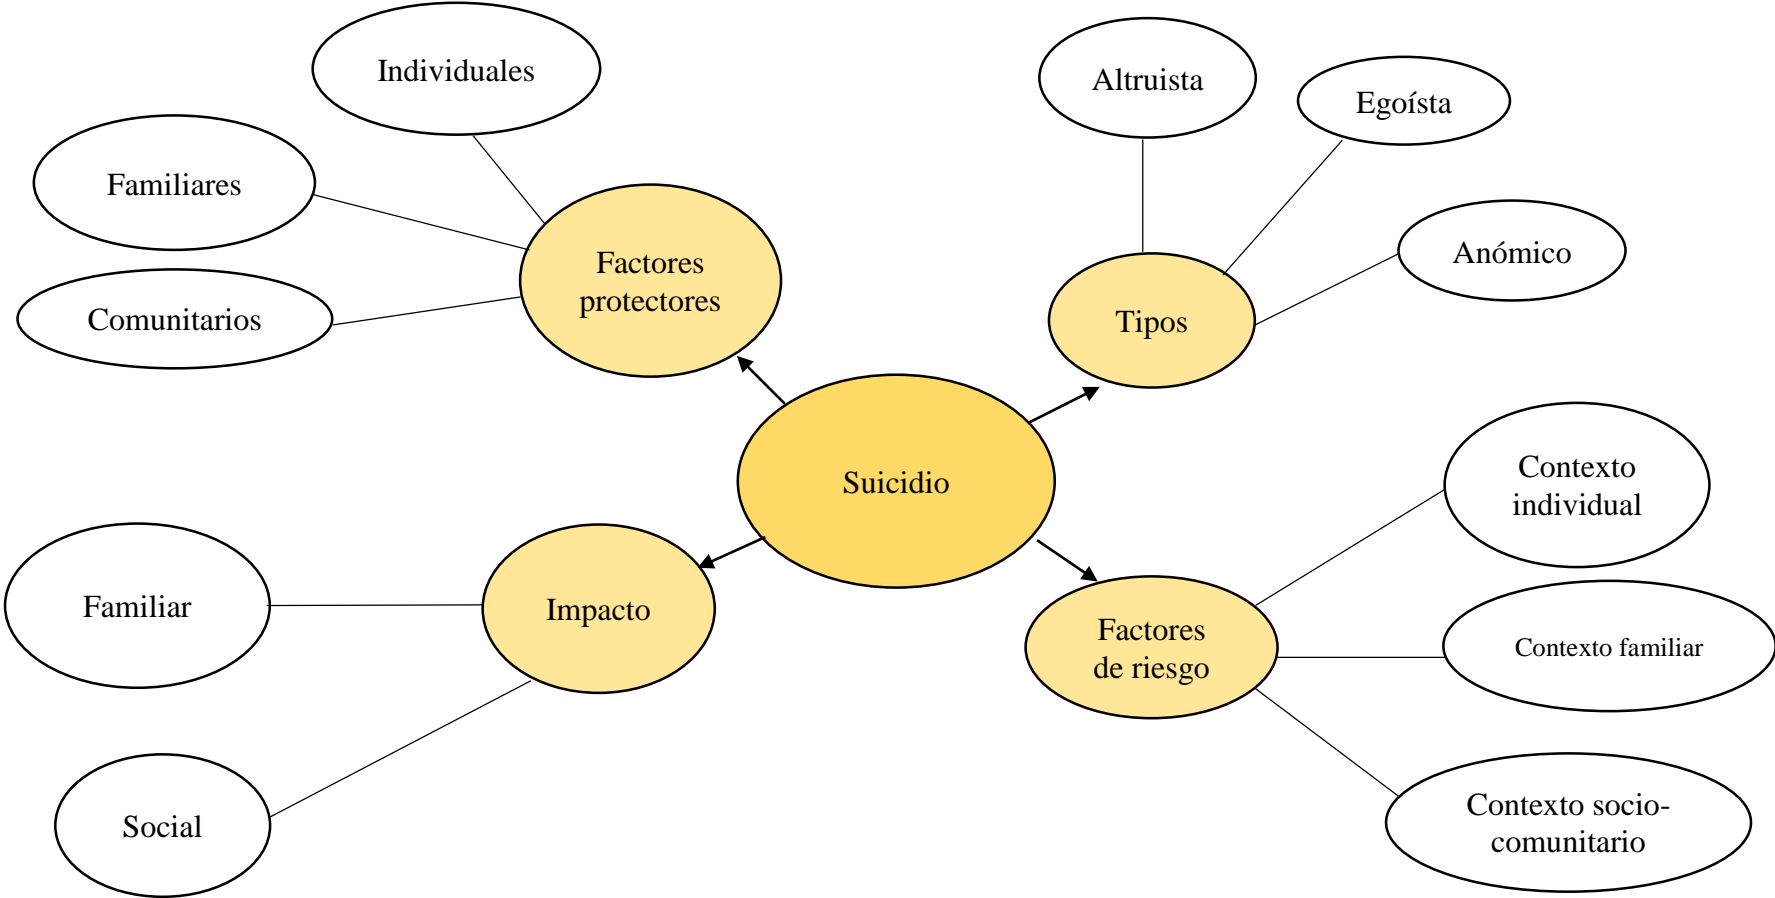 Individuales
Familiares
Comunitarios
Factores
protectores
Altruista
Egoísta
Anómico
Tipos
Suicidio
Contexto
individual
Factores
de riesgo
Contexto familiar
Contexto socio-
comunitario
Impacto
Familiar
Social